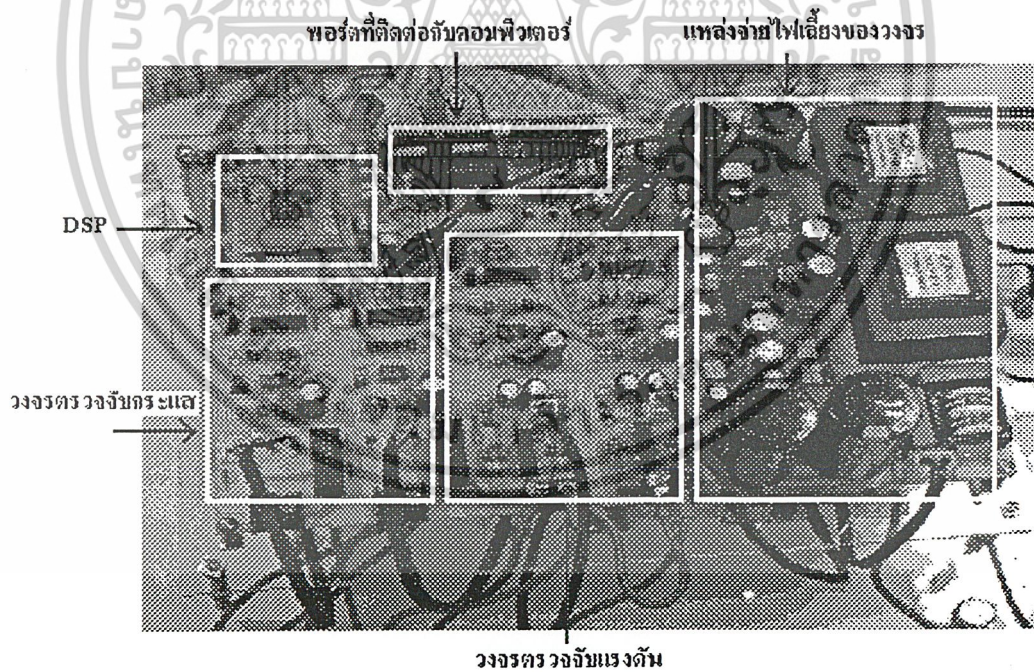 พอร์ตที่ติดต่อกับคอมพิวเตอร์
แหล่งจ่ายไฟเลี้ยงของวงจร
DSP
วงจรตรวจจับกระแส
วงจรตรวจจับแรงดัน